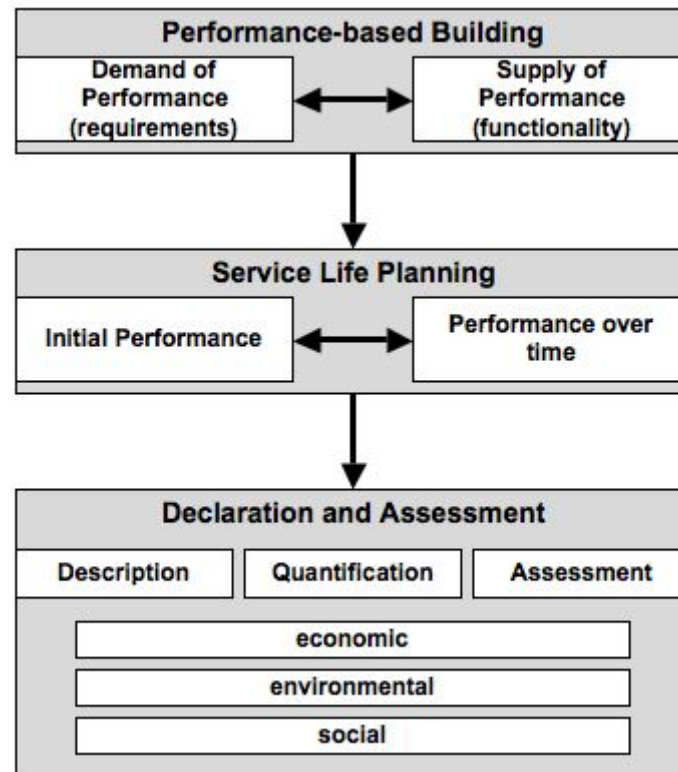 Performance-based Building
Demand of
Performance
(requirements)
Supply of
Performance
(functionality)
Service Life Planning
Initial Performance
Performance over
time
Declaration and Assessment
Description
Quantification
Assessment
economic
environmental
social